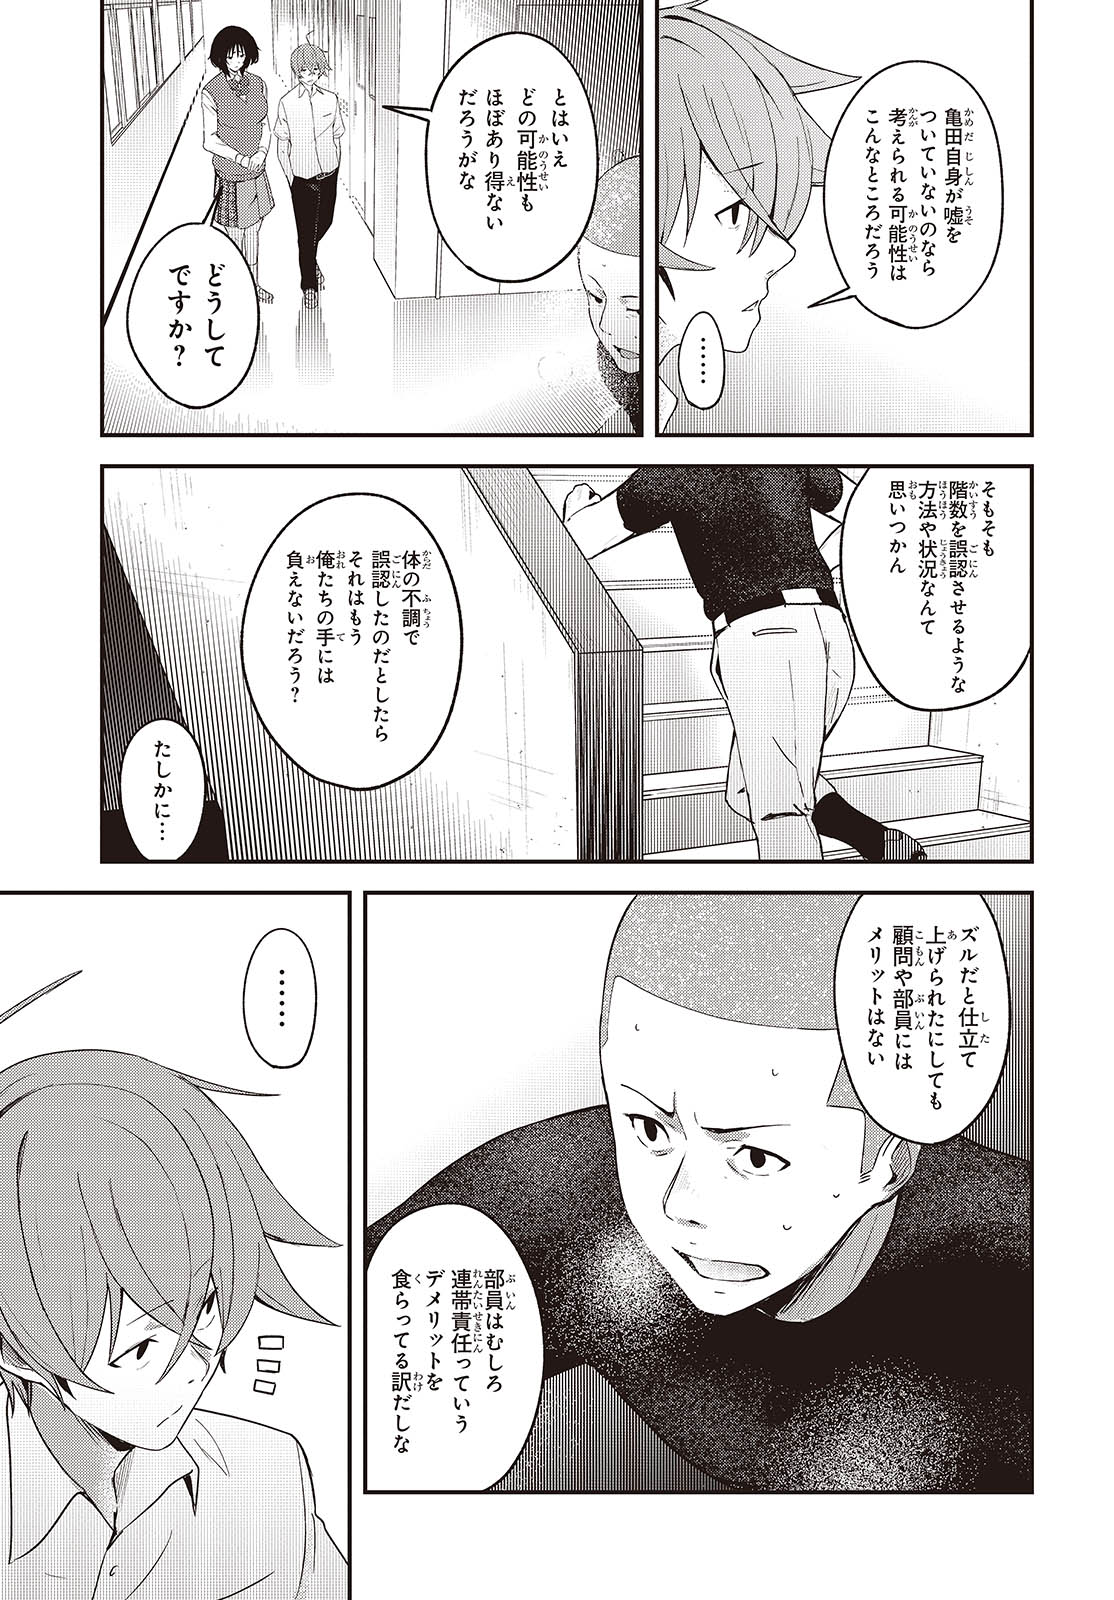 亀田自身が嘘を
ついていないのなら
考えられる可能性は
こんなところだろう
……
とはいえ
どの可能性も
ほぼあり得ない
だろうがな
どうして
ですか？
そもそも
階数を誤認させるような
方法や状況なんて
思いつかん
体の不調で
誤認したのだとしたら
それはもう
俺たちの手には
負えないだろう？
たしかに…
ズルだと仕立て
上げられたにしても
顧問や部員には
メリットはない
部員はむしろ
連帯責任っていう
デメリットを
食らってる訳だしな
……